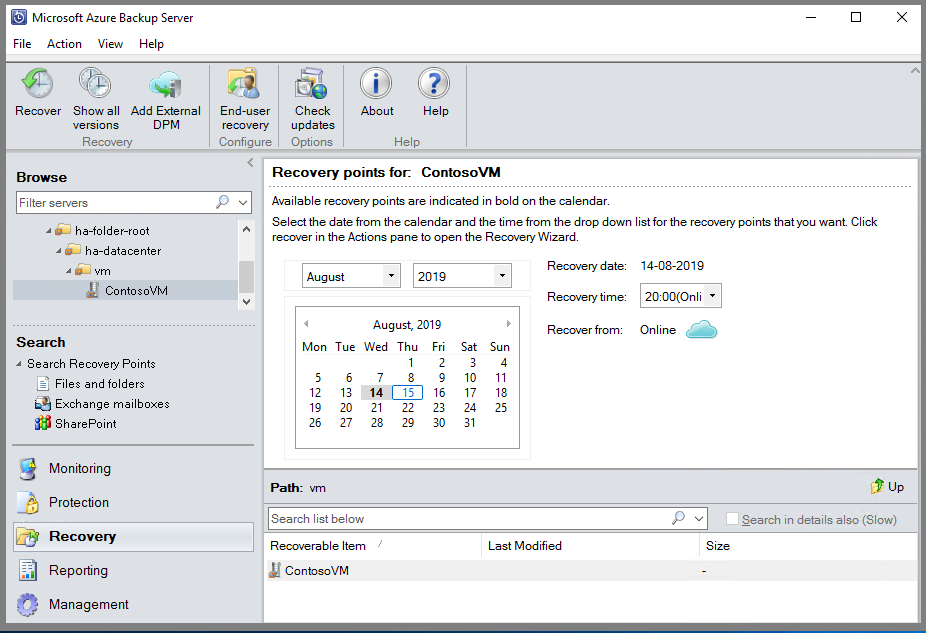 Microsoft Azure Backup Server
File Action View Help
Recover
Show all versions
Add External DPM
Recovery
End-user recovery
Configure
Check updates
Options
About
Help
Help
Browse
Filter servers
ha-folder-root
ha-datacenter
vm
ContosoVM
Search
Search Recovery Points
Files and folders
Exchange mailboxes
SharePoint
Monitoring
Protection
Recovery
Reporting
Management
Recovery points for: ContosoVM
Available recovery points are indicated in bold on the calendar.
Select the date from the calendar and the time from the drop down list for the recovery points that you want. Click
recover in the Actions pane to open the Recovery Wizard.
August 2019
August, 2019
Mon Tue Wed Thu Fri Sat Sun
1 2 3 4
5 6 7 8 9 10 11
12 13 14 15 16 17 18
19 20 21 22 23 24 25
26 27 28 29 30 31
Recovery date: 14-08-2019
Recovery time: 20:00(Onli
Recover from: Online
Path: vm
Up
Search list below
Search in details also (Slow)
Recoverable Item / Last Modified Size
ContosoVM -